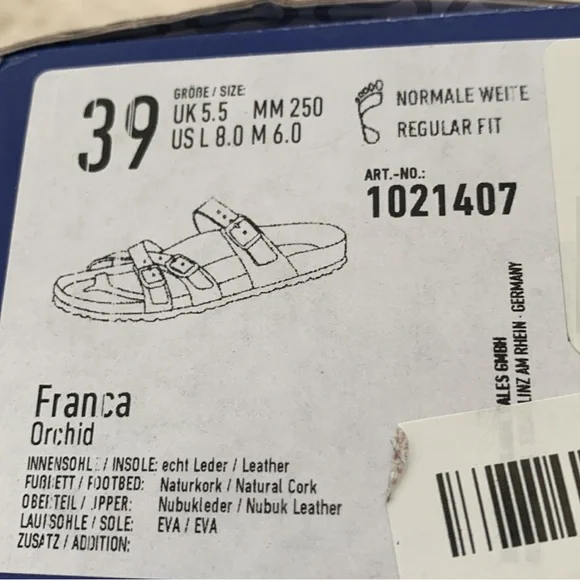 39
GRÖßE / SIZE:
UK 5.5 MM 250
US L 8.0 M 6.0
NORMALE WEITE
REGULAR FIT
ART.-NO.:
1021407
Franca
Orchid
INNENSOHLE / INSOLE: echt Leder / Leather
FUßBETT / FOOTBED: Naturkork / Natural Cork
OBERTEIL / UPPER: Nubukleder / Nubuk Leather
LAUFSOHLE / SOLE: EVA / EVA
ZUSATZ / ADDITION:
ALES GMBH
LINZ AM RHEIN · GERMANY